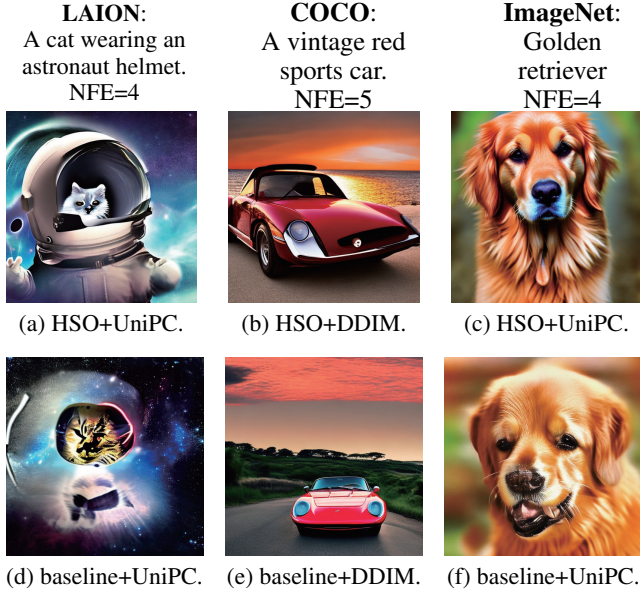 LAION:
A cat wearing an
astronaut helmet.
NFE=4
COCO:
A vintage red
sports car.
NFE=5
ImageNet:
Golden
retriever
NFE=4
(a) HSO+UniPC.
(b) HSO+DDIM.
(c) HSO+UniPC.
(d) baseline+UniPC.
(e) baseline+DDIM.
(f) baseline+UniPC.